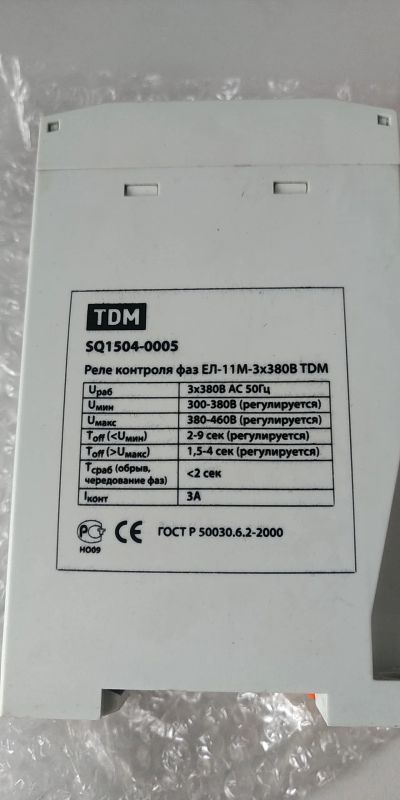 TDM
SQ1504-0005
Реле контроля фаз ЕЛ-11М-3х380В TDM
Uраб 3х380В АС 50Гц
Uмин 300-380В (регулируется)
Uмакс 380-460В (регулируется)
Toff (<Uмин) 2-9 сек (регулируется)
Toff (>Uмакс) 1,5-4 сек (регулируется)
Тсраб (обрыв,
чередование фаз) <2 сек
Iконт 3А
РС CE ГОСТ Р 50030.6.2-2000
НО09